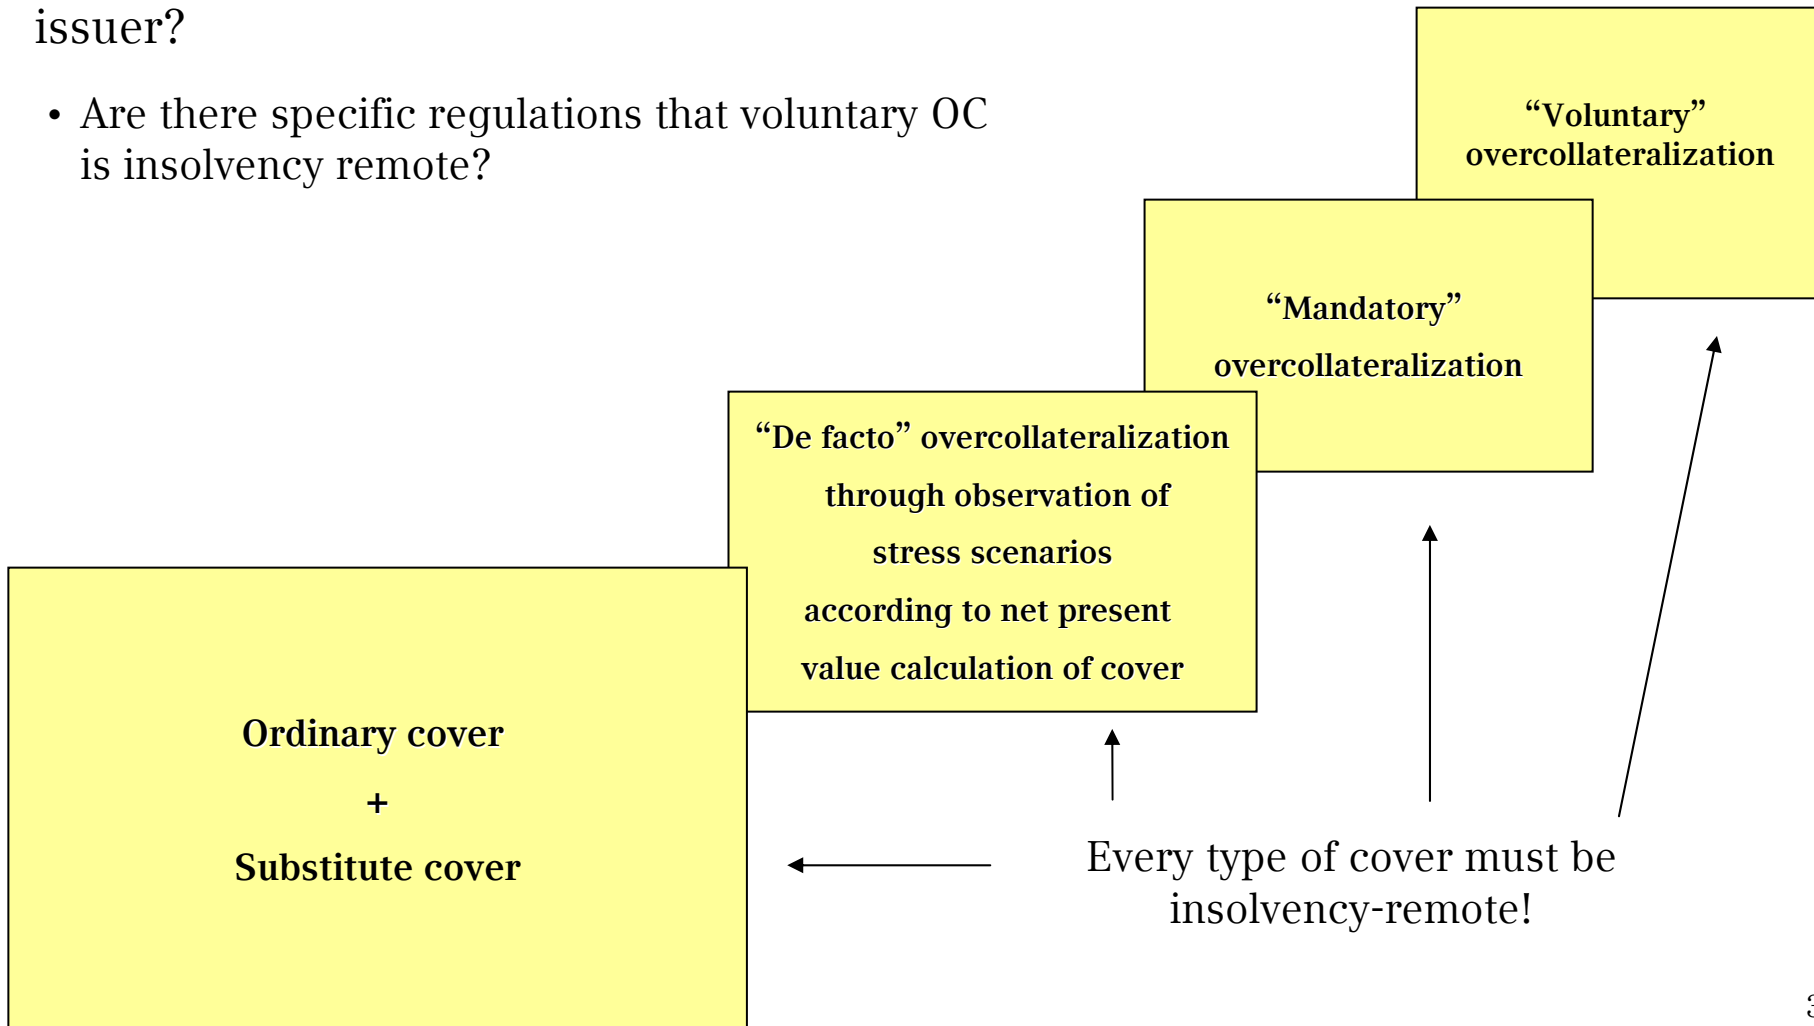 issuer?
• Are there specific regulations that voluntary OC
is insolvency remote?
“Voluntary”
overcollateralization
“Mandatory”
overcollateralization
“De facto” overcollateralization
through observation of
stress scenarios
according to net present
value calculation of cover
Ordinary cover
+
Substitute cover
Every type of cover must be
insolvency-remote!